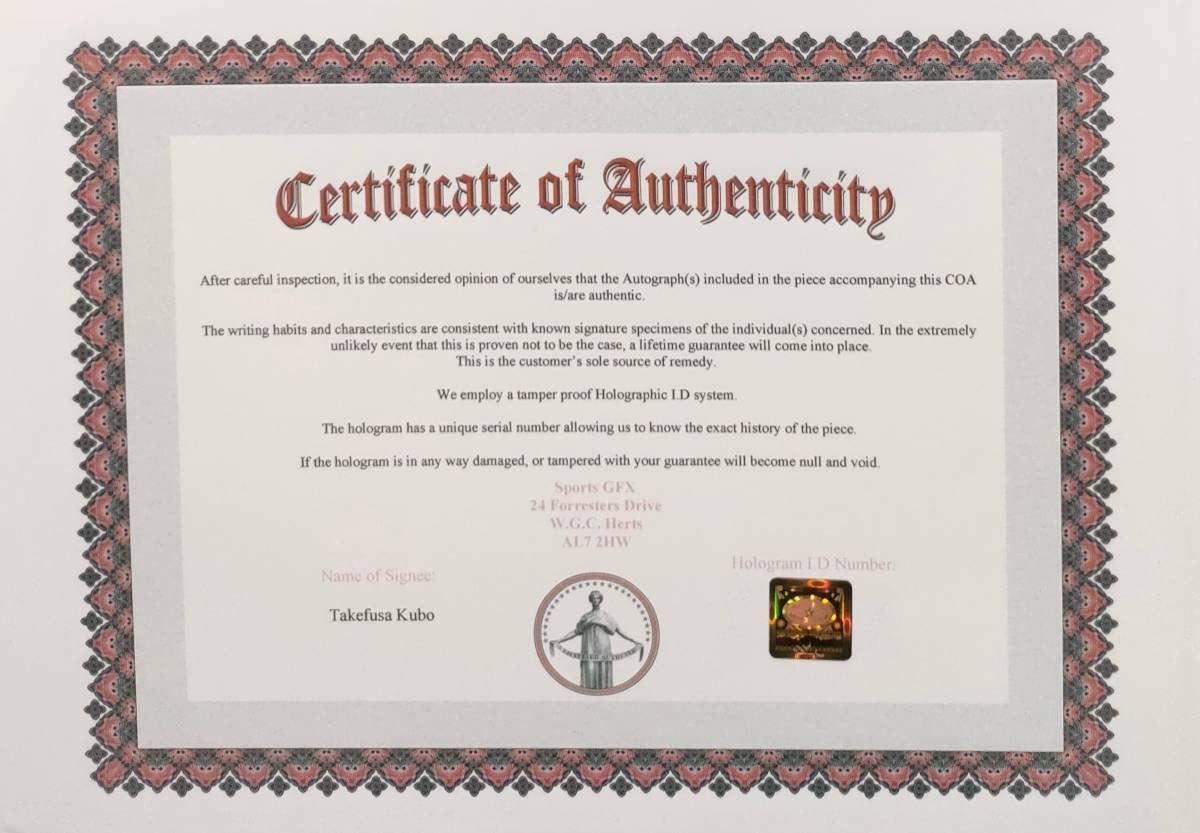 Certificate of Authenticity
After careful inspection, it is the considered opinion of ourselves that the Autograph(s) included in the piece accompanying this COA
is/are authentic.
The writing habits and characteristics are consistent with known signature specimens of the individual(s) concerned. In the extremely
unlikely event that this is proven not to be the case, a lifetime guarantee will come into place.
This is the customer's sole source of remedy.
We employ a tamper proof Holographic I.D system.
The hologram has a unique serial number allowing us to know the exact history of the piece.
If the hologram is in any way damaged, or tampered with your guarantee will become null and void.
Sports GFX
24 Forresters Drive
W.G.C, Herts
AL7 2HW
Name of Signee:
Takefusa Kubo
Hologram I.D Number: